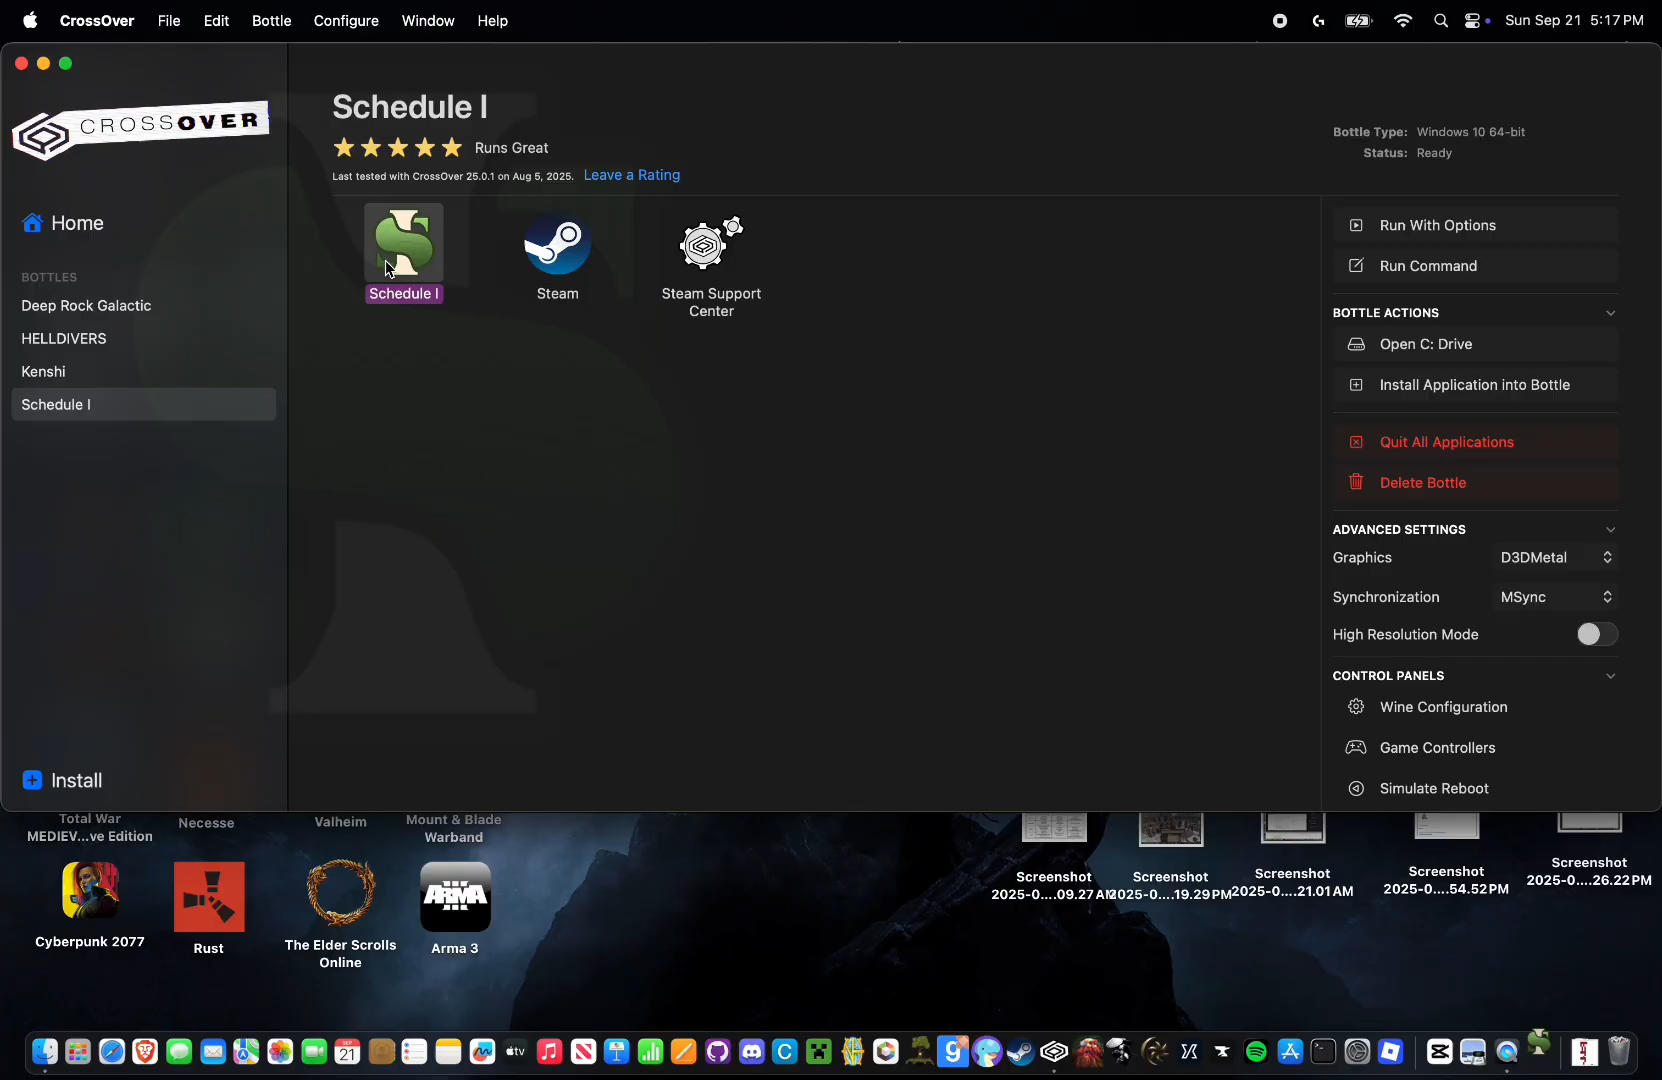 CrossOver File Edit Bottle Configure Window Help
Sun Sep 21 5:17 PM
CROSSOVER
Home
BOTTLES
Deep Rock Galactic
HELLDIVERS
Kenshi
Schedule I
Install
Schedule I
Runs Great
Last tested with CrossOver 25.0.1 on Aug 5, 2025. Leave a Rating
Schedule I
Steam
Steam Support
Center
Bottle Type: Windows 10 64-bit
Status: Ready
Run With Options
Run Command
BOTTLE ACTIONS
Open C: Drive
Install Application into Bottle
Quit All Applications
Delete Bottle
ADVANCED SETTINGS
Graphics D3DMetal
Synchronization MSync
High Resolution Mode
CONTROL PANELS
Wine Configuration
Game Controllers
Simulate Reboot
Total War
MEDIEV...ve Edition
Necesse
Valheim
Mount & Blade
Warband
Cyberpunk 2077
Rust
The Elder Scrolls
Online
ARMA
Arma 3
Screenshot
2025-0....09.27 AM
Screenshot
2025-0....19.29 PM
Screenshot
2025-0....21.01 AM
Screenshot
2025-0....54.52 PM
Screenshot
2025-0....26.22 PM
SEP
21
tv